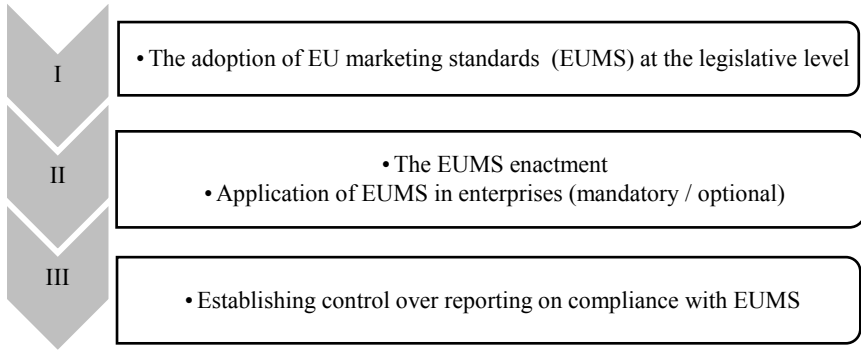 I
• The adoption of EU marketing standards (EUMS) at the legislative level
II
• The EUMS enactment
• Application of EUMS in enterprises (mandatory / optional)
III
• Establishing control over reporting on compliance with EUMS